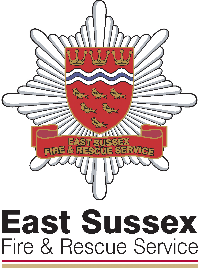 EAST SUSSEX
FIRE & RESCUE SERVICE
East Sussex
Fire & Rescue Service